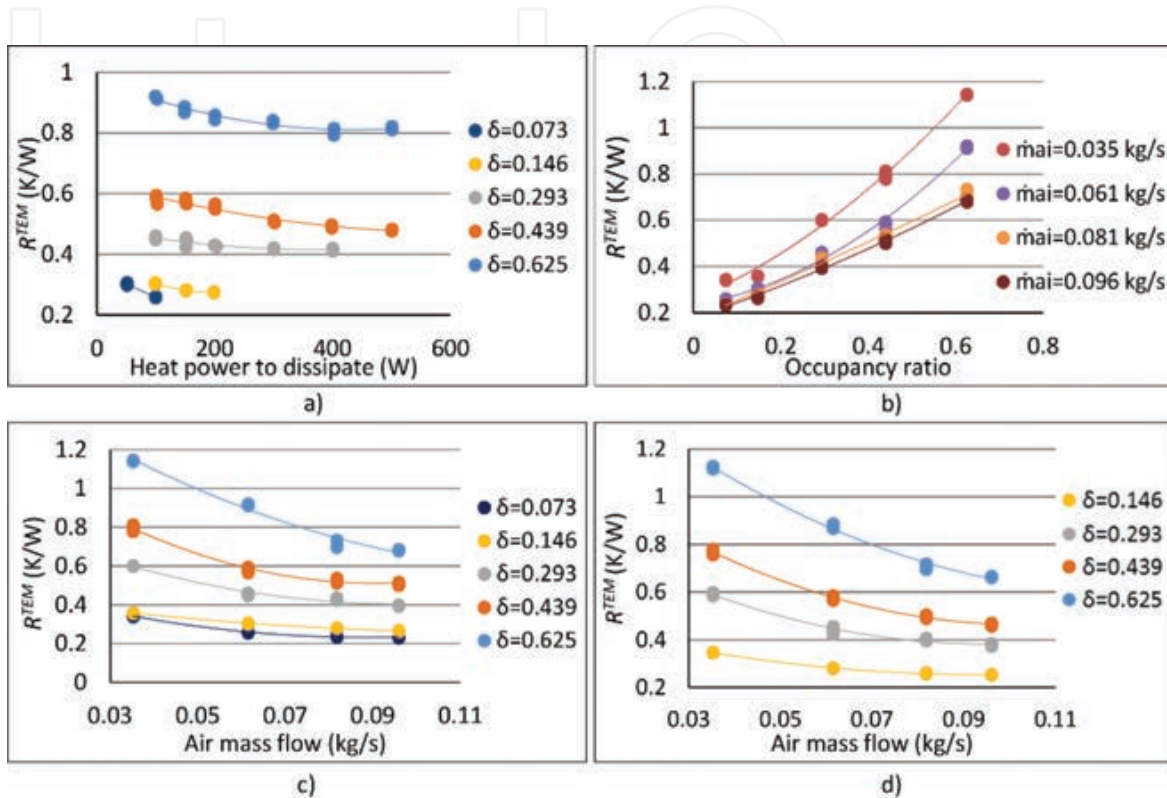 1
0.8
0.6
0.4
0.2
R^TEM (K/W)
0 200 400 600
Heat power to dissipate (W)
δ=0.073
δ=0.146
δ=0.293
δ=0.439
δ=0.625
a)
1.2
1
0.8
0.6
0.4
0.2
R^TEM (K/W)
0 0.2 0.4 0.6 0.8
Occupancy ratio
ṁai=0.035 kg/s
ṁai=0.061 kg/s
ṁai=0.081 kg/s
ṁai=0.096 kg/s
b)
1.2
1
0.8
0.6
0.4
0.2
0
R^TEM (K/W)
0.03 0.05 0.07 0.09 0.11
Air mass flow (kg/s)
δ=0.073
δ=0.146
δ=0.293
δ=0.439
δ=0.625
c)
1.2
1
0.8
0.6
0.4
0.2
R^TEM (K/W)
0.03 0.05 0.07 0.09 0.11
Air mass flow (kg/s)
δ=0.146
δ=0.293
δ=0.439
δ=0.625
d)